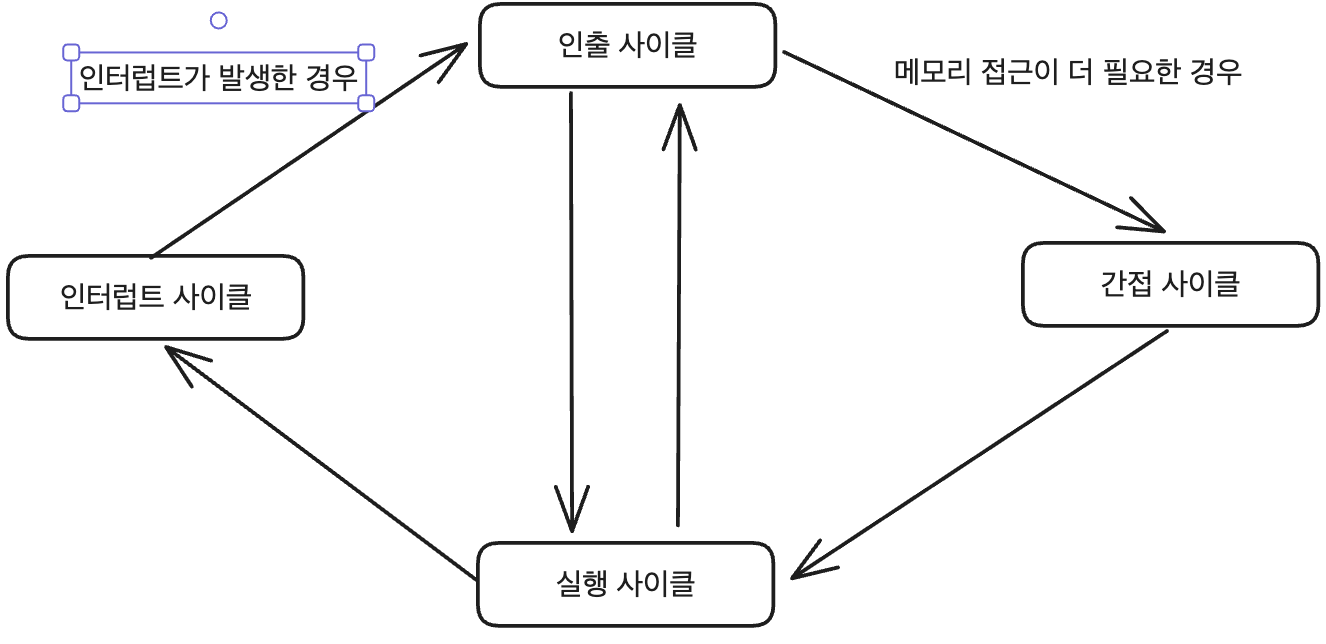 인출 사이클
인터럽트가 발생한 경우
메모리 접근이 더 필요한 경우
인터럽트 사이클
간접 사이클
실행 사이클